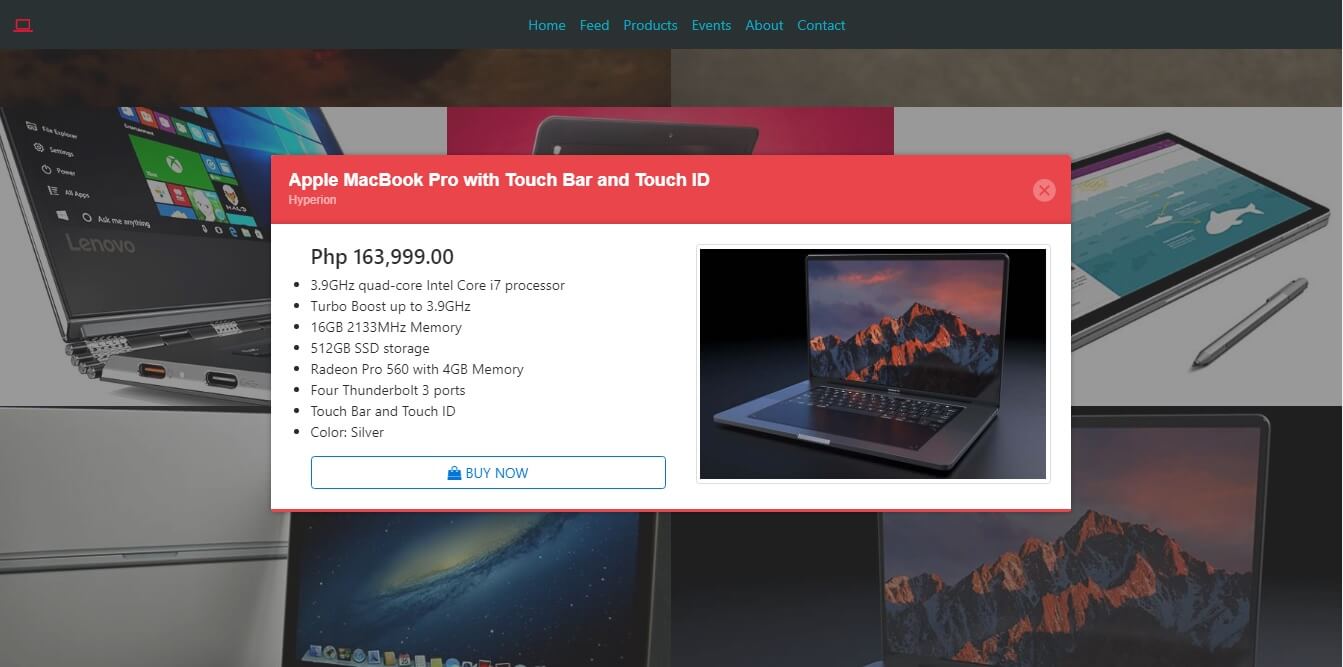 Home Feed Products Events About Contact
File Explorer
Settings
Power
All Apps
Ask me anything
Entertainment
XBOX
HALO
Lenovo
Apple MacBook Pro with Touch Bar and Touch ID
Hyperion
Php 163,999.00
3.9GHz quad-core Intel Core i7 processor
Turbo Boost up to 3.9GHz
16GB 2133MHz Memory
512GB SSD storage
Radeon Pro 560 with 4GB Memory
Four Thunderbolt 3 ports
Touch Bar and Touch ID
Color: Silver
BUY NOW